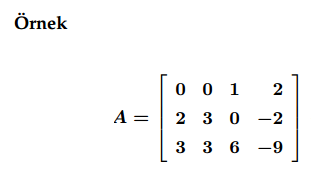 Örnek
A = [ 0 0 1 2
2 3 0 −2
3 3 6 −9 ]